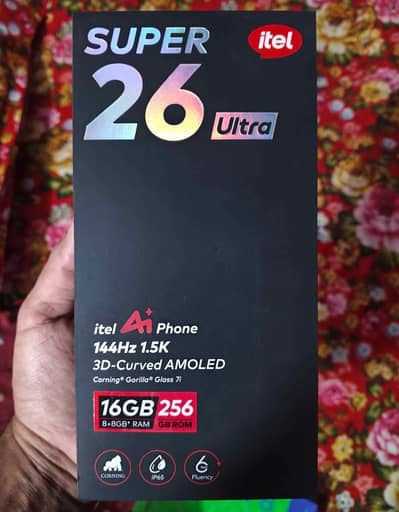 SUPER
itel
26 Ultra
itel Ai Phone
144Hz 1.5K
3D-Curved AMOLED
Corning® Gorilla® Glass 7i
16GB 256
8+8GB* RAM GB ROM
CORNING IP65 6 Fluency+